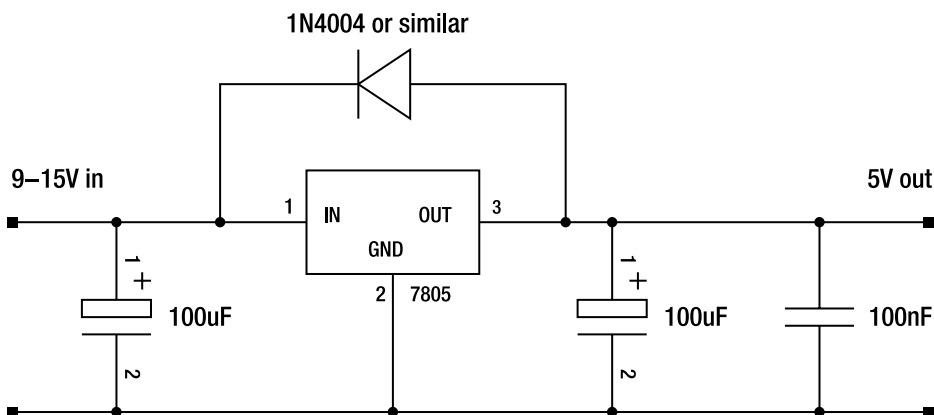 1N4004 or similar
9–15V in
5V out
1
IN
OUT
3
GND
2
7805
1
+
100uF
2
1
+
100uF
2
100nF